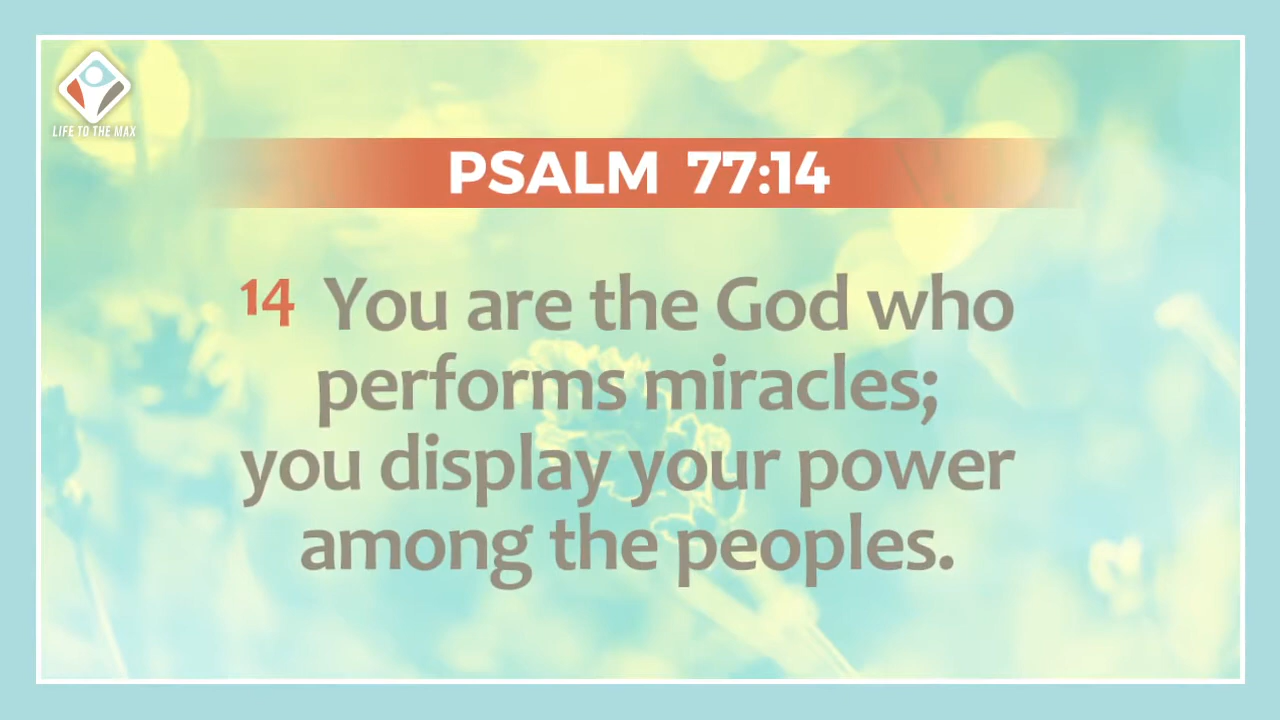 LIFE TO THE MAX
PSALM 77:14
14 You are the God who
performs miracles;
you display your power
among the peoples.